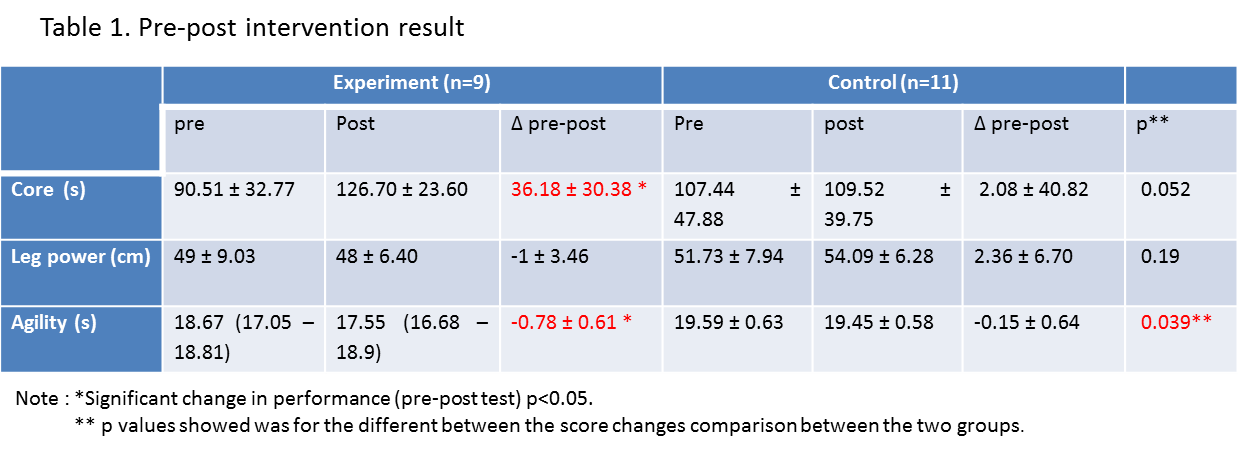 Table 1. Pre-post intervention result
Experiment (n=9) Control (n=11)
pre Post Δ pre-post Pre post Δ pre-post p**
Core (s) 90.51 ± 32.77 126.70 ± 23.60 36.18 ± 30.38 * 107.44 ± 109.52 ± 2.08 ± 40.82 0.052
47.88 39.75
Leg power (cm) 49 ± 9.03 48 ± 6.40 -1 ± 3.46 51.73 ± 7.94 54.09 ± 6.28 2.36 ± 6.70 0.19
Agility (s) 18.67 (17.05 – 17.55 (16.68 – -0.78 ± 0.61 * 19.59 ± 0.63 19.45 ± 0.58 -0.15 ± 0.64 0.039**
18.81) 18.9)
Note : *Significant change in performance (pre-post test) p<0.05.
** p values showed was for the different between the score changes comparison between the two groups.